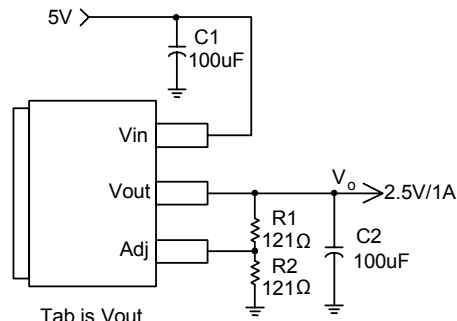 5V
C1
100uF
Vin
Vout
Adj
Vo
2.5V/1A
R1
121Ω
R2
121Ω
C2
100uF
Tab is Vout